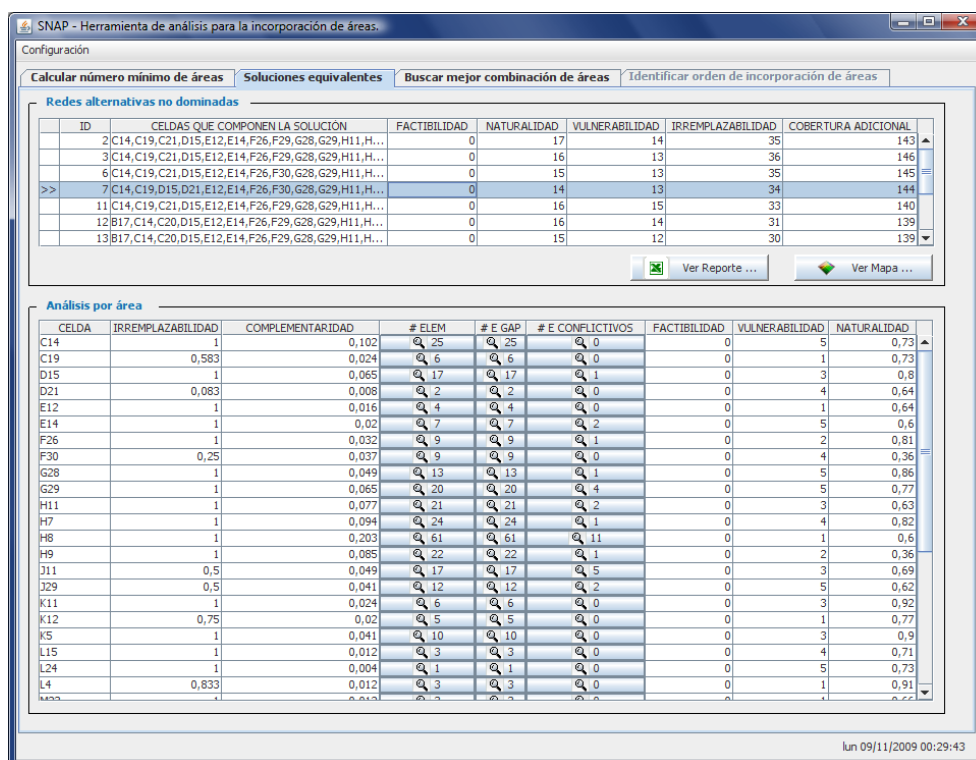 SNAP - Herramienta de análisis para la incorporación de áreas.
Configuración
Calcular número mínimo de áreas Soluciones equivalentes Buscar mejor combinación de áreas Identificar orden de incorporación de áreas
Redes alternativas no dominadas
ID CELDAS QUE COMPONEN LA SOLUCIÓN FACTIBILIDAD NATURALIDAD VULNERABILIDAD IRREMPLAZABILIDAD COBERTURA ADICIONAL
2 C14,C19,C21,D15,E12,E14,F26,F29,G28,G29,H11,H... 0 17 14 35 143
3 C14,C19,C21,D15,E12,E14,F26,F29,G28,G29,H11,H... 0 16 13 36 146
6 C14,C19,C21,D15,E12,E14,F26,F30,G28,G29,H11,H... 0 15 13 35 145
>> 7 C14,C19,D15,D21,E12,E14,F26,F30,G28,G29,H11,H... 0 14 13 34 144
11 C14,C19,C21,D15,E12,E14,F26,F29,G28,G29,H11,H... 0 16 15 33 140
12 B17,C14,C20,D15,E12,E14,F26,F29,G28,G29,H11,H... 0 16 14 31 139
13 B17,C14,C20,D15,E12,E14,F26,F29,G28,G29,H11,H... 0 15 12 30 139
Ver Reporte ... Ver Mapa ...
Análisis por área
CELDA IRREMPLAZABILIDAD COMPLEMENTARIDAD # ELEM # E GAP # E CONFLICTIVOS FACTIBILIDAD VULNERABILIDAD NATURALIDAD
C14 1 0,102 25 25 0 0 5 0,73
C19 0,583 0,024 6 6 0 0 1 0,73
D15 1 0,065 17 17 1 0 3 0,8
D21 0,083 0,008 2 2 0 0 4 0,64
E12 1 0,016 4 4 0 0 1 0,64
E14 1 0,02 7 7 2 0 5 0,6
F26 1 0,032 9 9 1 0 2 0,81
F30 0,25 0,037 9 9 0 0 4 0,36
G28 1 0,049 13 13 1 0 5 0,86
G29 1 0,065 20 20 4 0 5 0,77
H11 1 0,077 21 21 2 0 3 0,63
H7 1 0,094 24 24 1 0 4 0,82
H8 1 0,203 61 61 11 0 1 0,6
H9 1 0,085 22 22 1 0 2 0,36
J11 0,5 0,049 17 17 5 0 3 0,69
J29 0,5 0,041 12 12 2 0 5 0,62
K11 1 0,024 6 6 0 0 3 0,92
K12 0,75 0,02 5 5 0 0 1 0,77
K5 1 0,041 10 10 0 0 3 0,9
L15 1 0,012 3 3 0 0 4 0,71
L24 1 0,004 1 1 0 0 5 0,73
L4 0,833 0,012 3 3 0 0 1 0,91
lun 09/11/2009 00:29:43